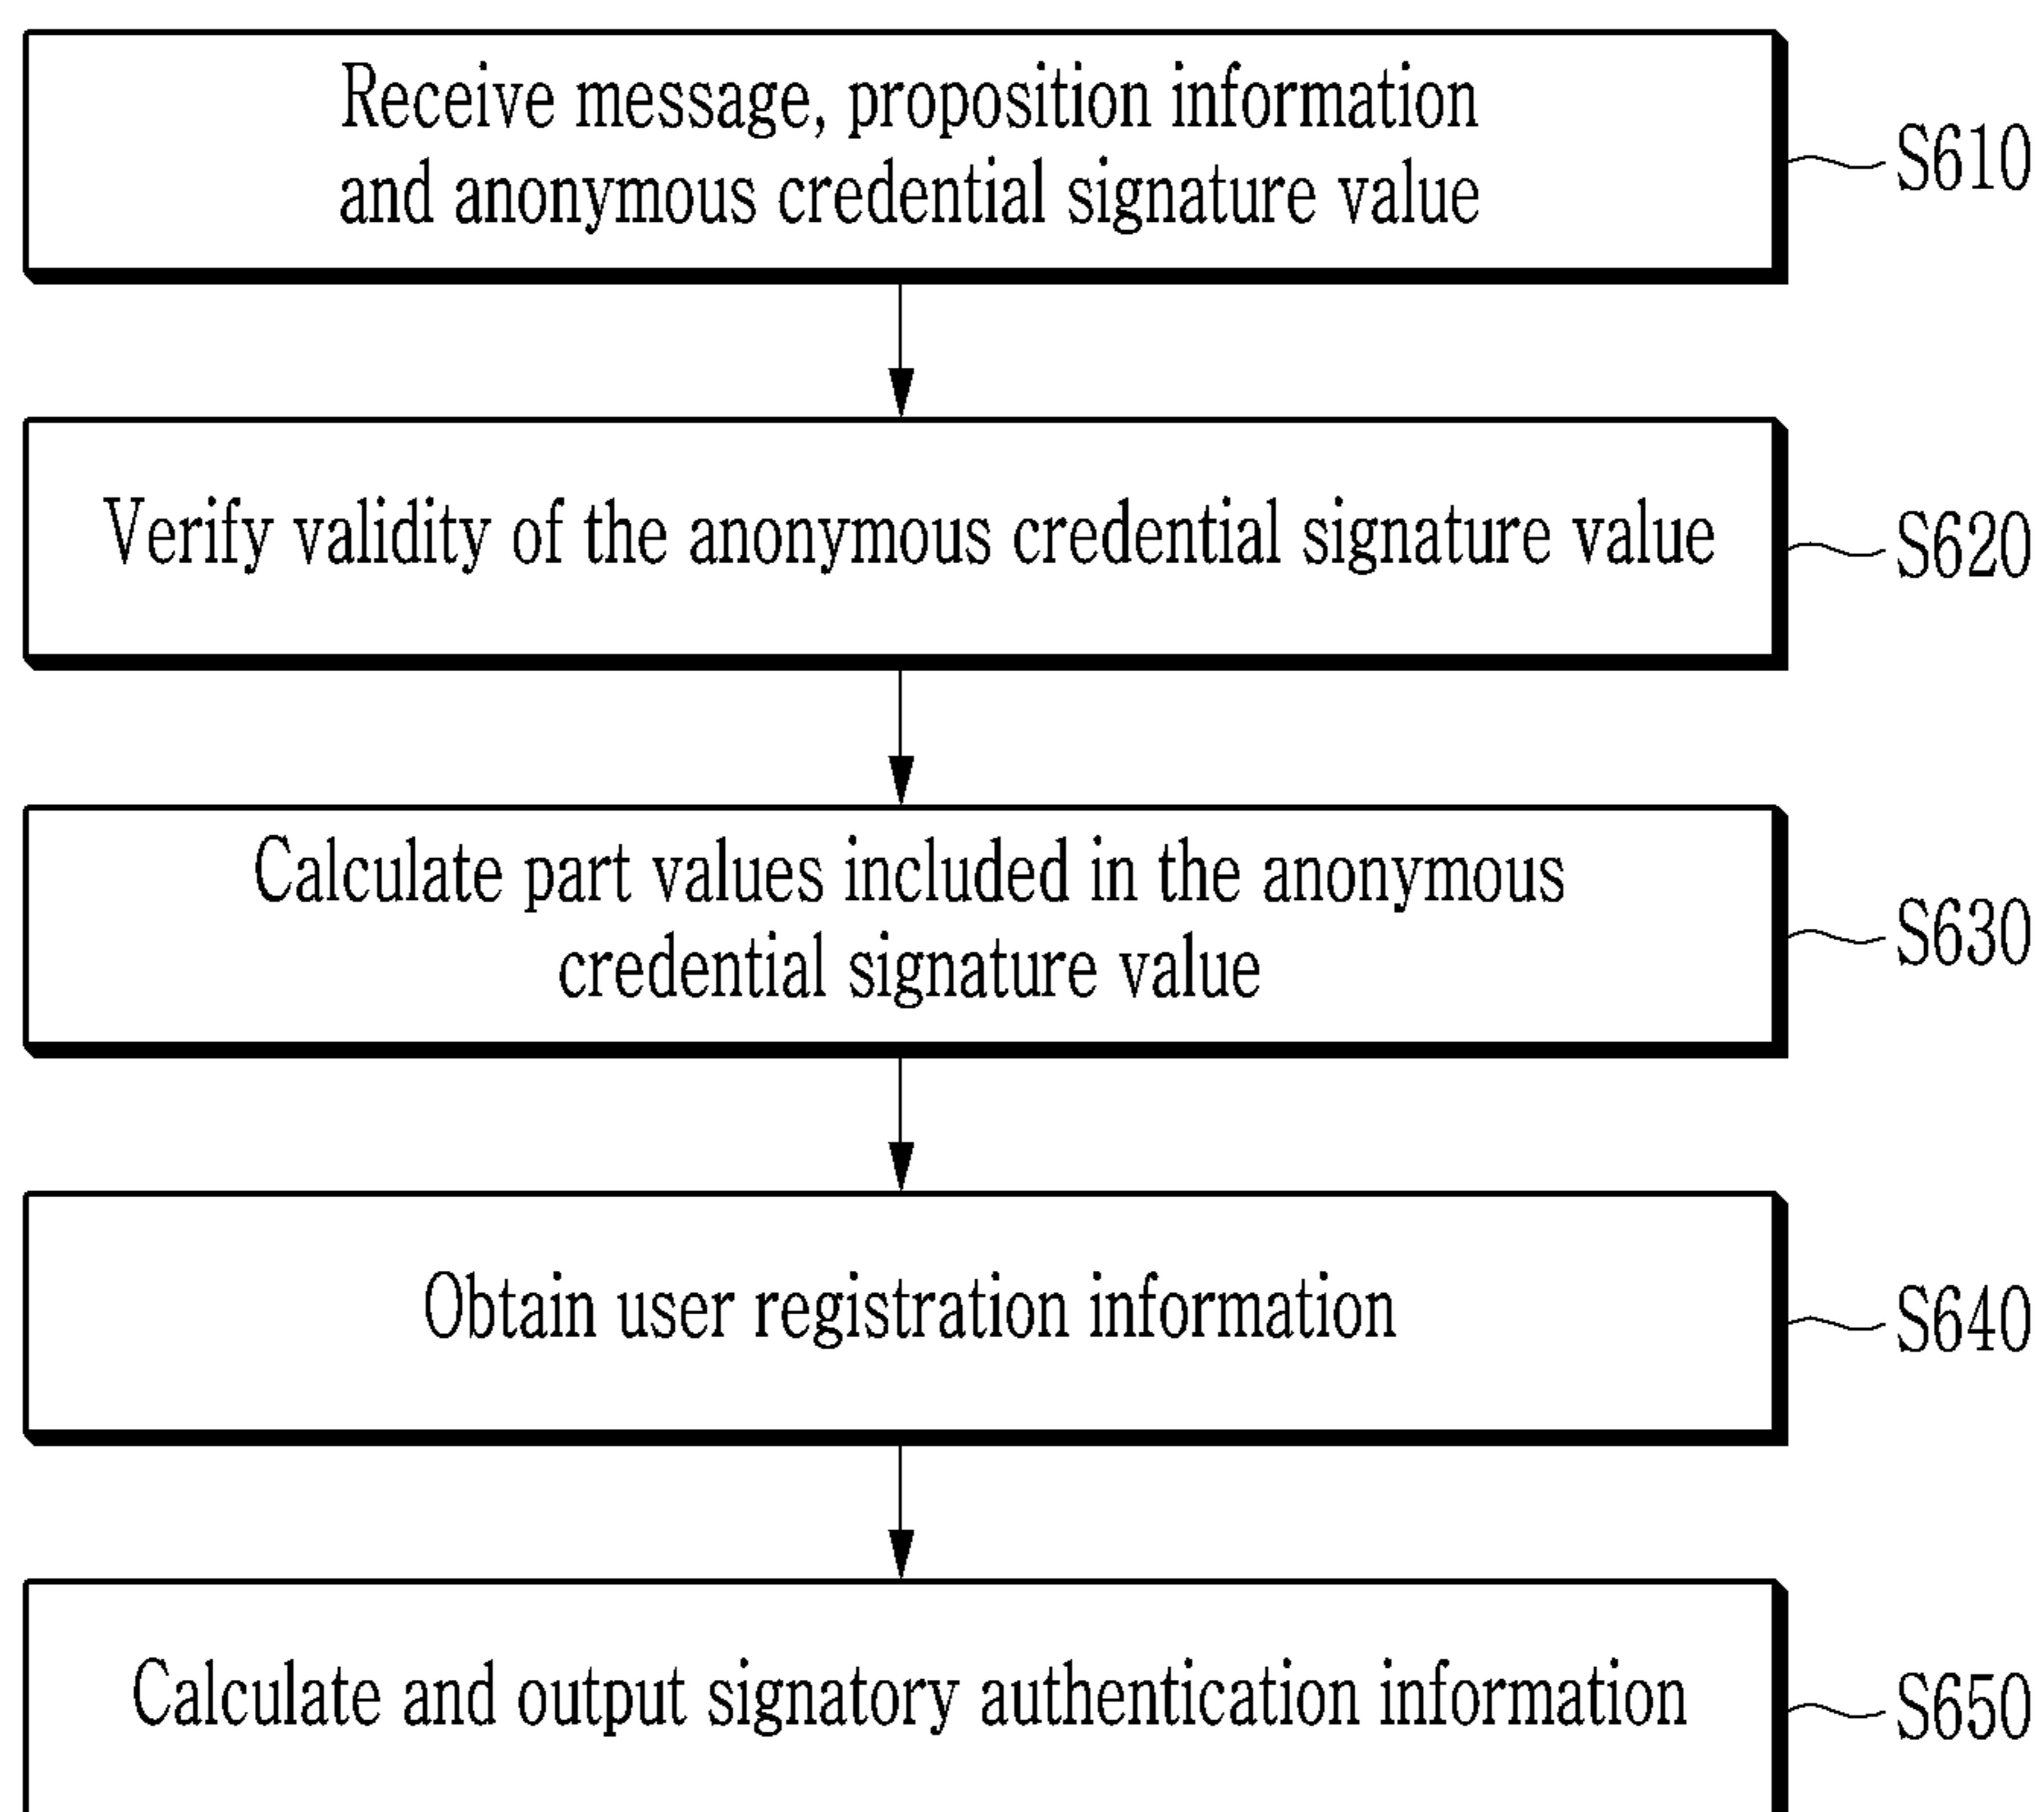 Receive message, proposition information
and anonymous credential signature value
S610
Verify validity of the anonymous credential signature value
S620
Calculate part values included in the anonymous
credential signature value
S630
Obtain user registration information
S640
Calculate and output signatory authentication information
S650